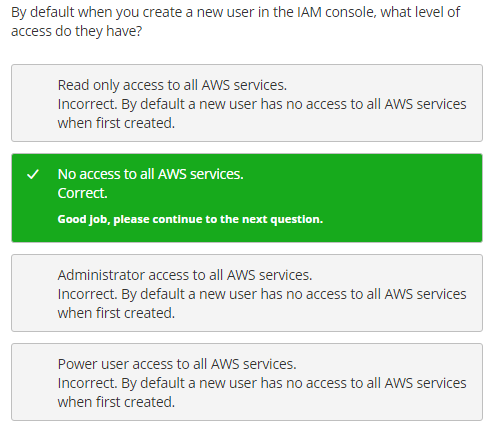 By default when you create a new user in the IAM console, what level of
access do they have?
Read only access to all AWS services.
Incorrect. By default a new user has no access to all AWS services
when first created.
No access to all AWS services.
Correct.
Good job, please continue to the next question.
Administrator access to all AWS services.
Incorrect. By default a new user has no access to all AWS services
when first created.
Power user access to all AWS services.
Incorrect. By default a new user has no access to all AWS services
when first created.